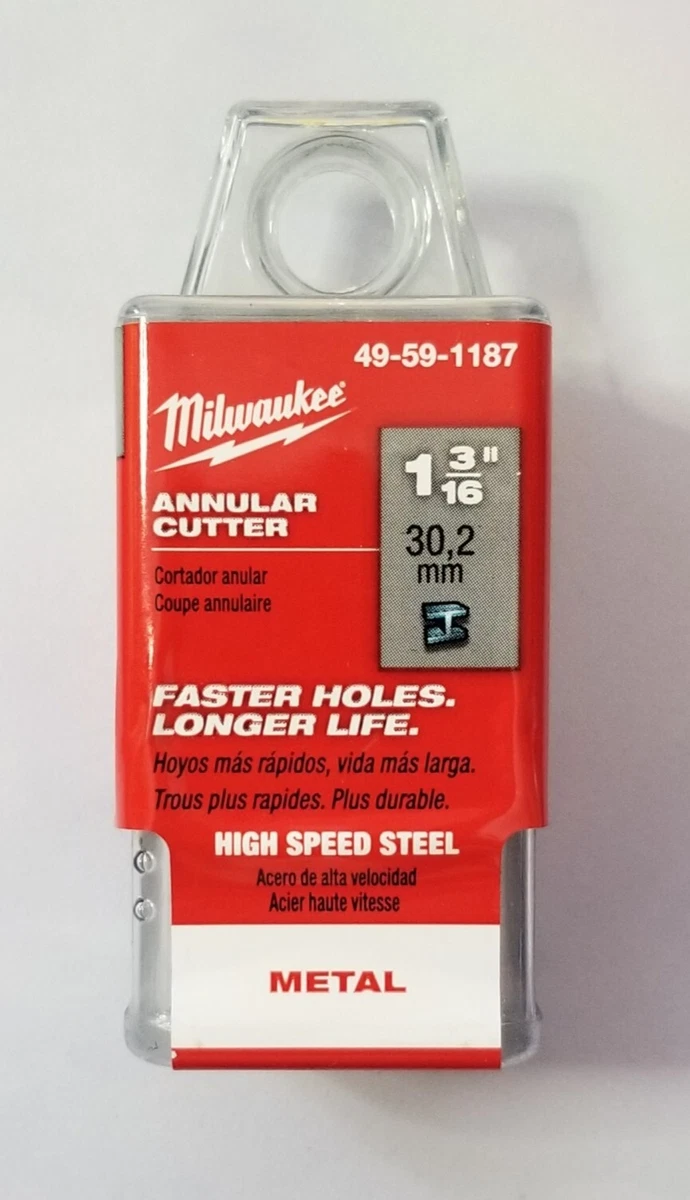 49-59-1187
Milwaukee®
1 3/16"
ANNULAR
CUTTER
30,2
mm
Cortador anular
Coupe annulaire
FASTER HOLES.
LONGER LIFE.
Hoyos más rápidos, vida más larga.
Trous plus rapides. Plus durable.
HIGH SPEED STEEL
Acero de alta velocidad
Acier haute vitesse
METAL